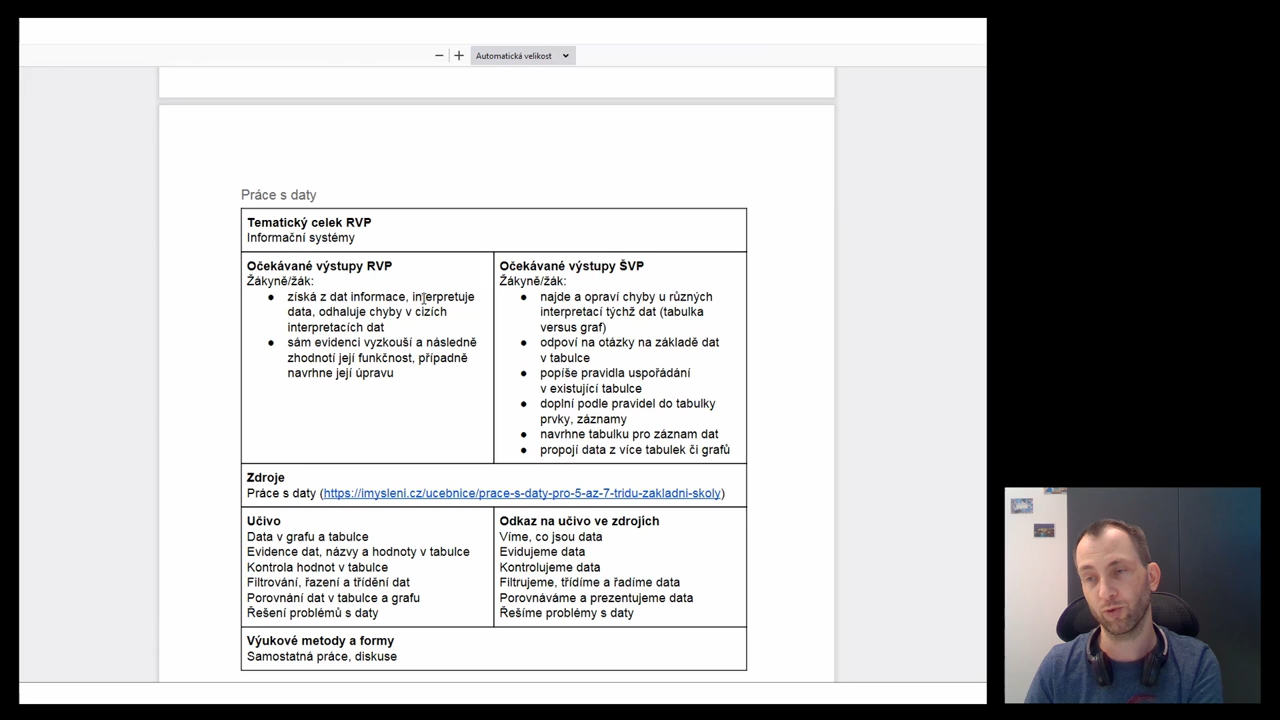 Automatická velikost
Práce s daty
Tematický celek RVP
Informační systémy
Očekávané výstupy RVP
Žákyně/žák:
● získá z dat informace, interpretuje
data, odhaluje chyby v cizích
interpretacích dat
● sám evidenci vyzkouší a následně
zhodnotí její funkčnost, případně
navrhne její úpravu
Očekávané výstupy ŠVP
Žákyně/žák:
● najde a opraví chyby u různých
interpretací týchž dat (tabulka
versus graf)
● odpoví na otázky na základě dat
v tabulce
● popíše pravidla uspořádání
v existující tabulce
● doplní podle pravidel do tabulky
prvky, záznamy
● navrhne tabulku pro záznam dat
● propojí data z více tabulek či grafů
Zdroje
Práce s daty (https://imysleni.cz/ucebnice/prace-s-daty-pro-5-az-7-tridu-zakladni-skoly)
Učivo
Data v grafu a tabulce
Evidence dat, názvy a hodnoty v tabulce
Kontrola hodnot v tabulce
Filtrování, řazení a třídění dat
Porovnání dat v tabulce a grafu
Řešení problémů s daty
Odkaz na učivo ve zdrojích
Víme, co jsou data
Evidujeme data
Kontrolujeme data
Filtrujeme, třídíme a řadíme data
Porovnáváme a prezentujeme data
Řešíme problémy s daty
Výukové metody a formy
Samostatná práce, diskuse